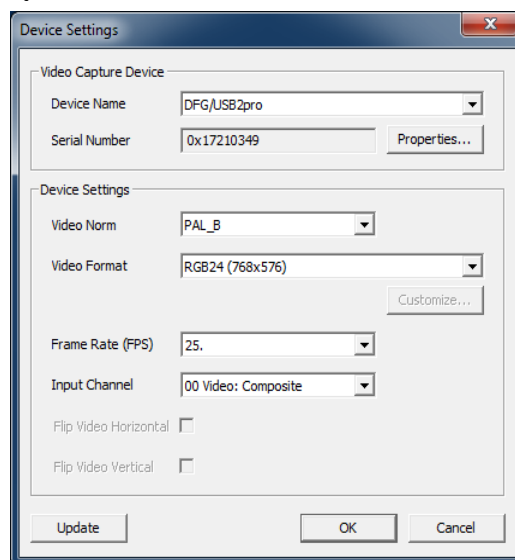 Device Settings
Video Capture Device
Device Name DFG/USB2pro
Serial Number 0x17210349 Properties...
Device Settings
Video Norm PAL_B
Video Format RGB24 (768x576)
Customize...
Frame Rate (FPS) 25.
Input Channel 00 Video: Composite
Flip Video Horizontal
Flip Video Vertical
Update OK Cancel